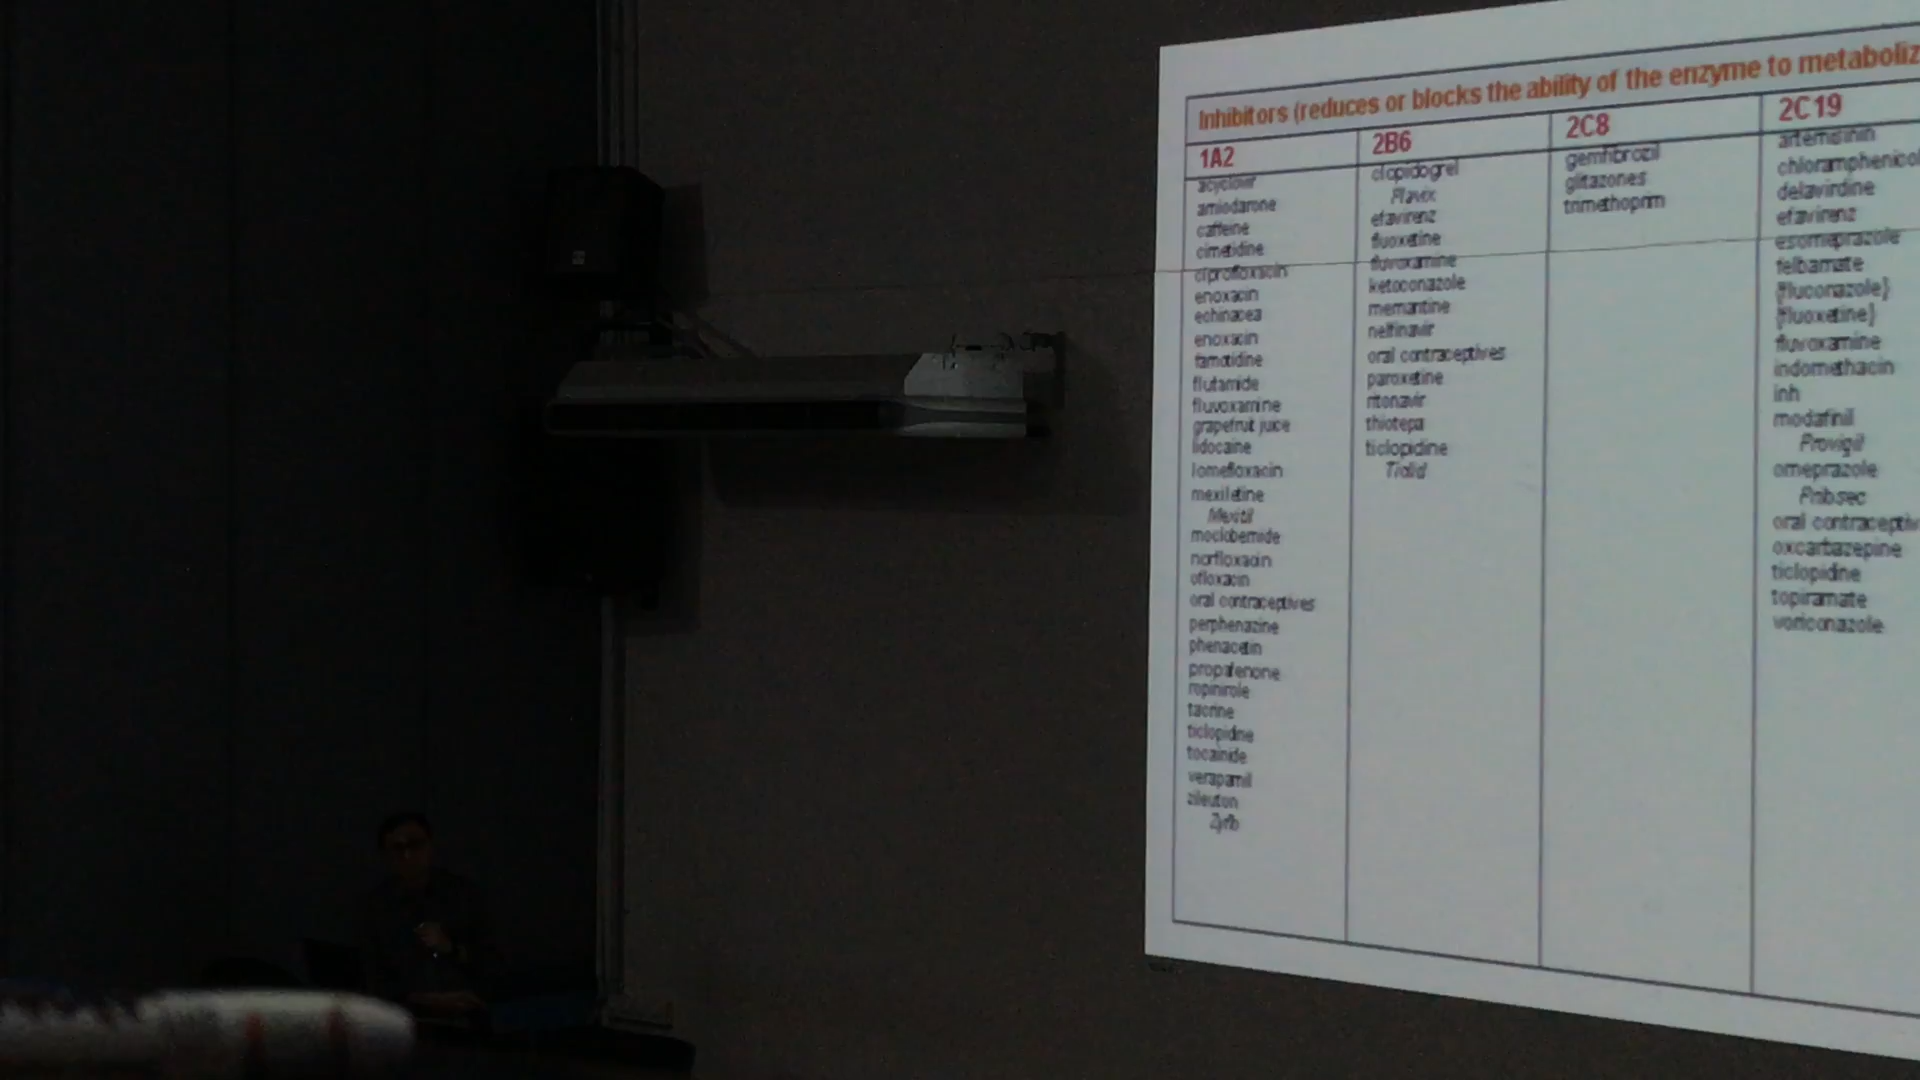 Inhibitors (reduces or blocks the ability of the enzyme to metaboliz
1A2
acyclovir
amiodarone
caffeine
cimetidine
ciprofloxacin
enoxacin
echinacea
enoxacin
famotidine
flutamide
fluvoxamine
grapefruit juice
lidocaine
lomefloxacin
mexiletine
Mexitil
moclobemide
norfloxacin
ofloxacin
oral contraceptives
perphenazine
phenacetin
propafenone
ropinirole
tacrine
ticlopidine
tocainide
verapamil
zileuton
Zyflo
2B6
clopidogrel
Plavix
efavirenz
fluoxetine
fluvoxamine
ketoconazole
memantine
nelfinavir
oral contraceptives
paroxetine
ritonavir
thiotepa
ticlopidine
Ticlid
2C8
gemfibrozil
glitazones
trimethoprim
2C19
artemisinin
chloramphenicol
delavirdine
efavirenz
esomeprazole
felbamate
{fluconazole}
{fluoxetine}
fluvoxamine
indomethacin
inh
modafinil
Provigil
omeprazole
Prilosec
oral contraceptiv
oxcarbazepine
ticlopidine
topiramate
voriconazole